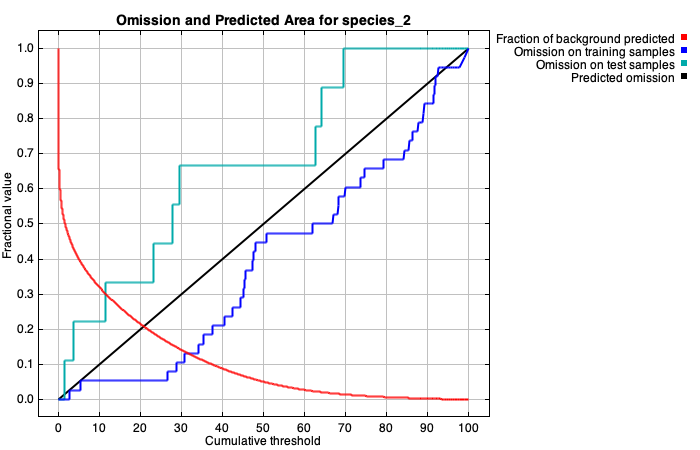 Omission and Predicted Area for species_2
Fraction of background predicted
Omission on training samples
Omission on test samples
Predicted omission
Fractional value
1.0
0.9
0.8
0.7
0.6
0.5
0.4
0.3
0.2
0.1
0.0
0 10 20 30 40 50 60 70 80 90 100
Cumulative threshold